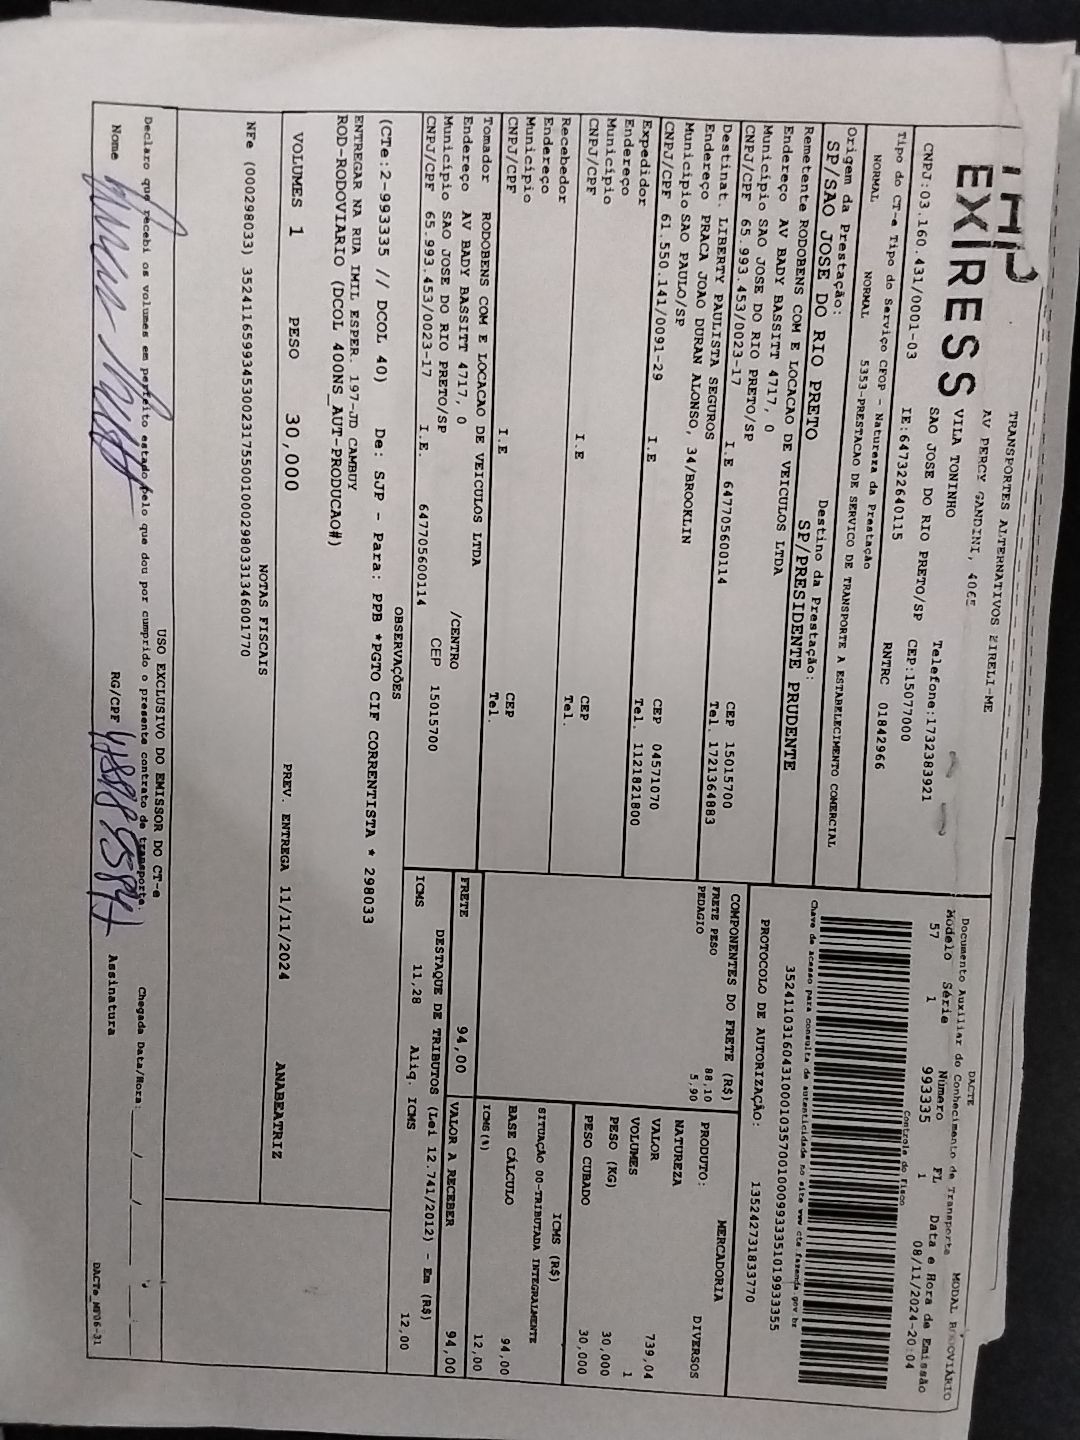 EXPRESS
TRANSPORTES ALTERNATIVOS EIRELI-ME
AV PERCY GANDINI, 4065
VILA TONINHO
SAO JOSE DO RIO PRETO/SP Telefone:1732383921
CNPJ:03.160.431/0001-03 IE:647322640115 CEP:15077000
RNTRC 01842966
Tipo do CT-e Tipo do Serviço CFOP - Natureza da Prestação
NORMAL NORMAL 5353-PRESTACAO DE SERVICO DE TRANSPORTE A ESTABELECIMENTO COMERCIAL
Origem da Prestação: Destino da Prestação:
SP/SAO JOSE DO RIO PRETO SP/PRESIDENTE PRUDENTE
Remetente RODOBENS COM E LOCACAO DE VEICULOS LTDA
Endereço AV BADY BASSITT 4717, 0
Município SAO JOSE DO RIO PRETO/SP CEP 15015700
CNPJ/CPF 65.993.453/0023-17 I.E 647705600114 Tel. 1721364883
Destinat. LIBERTY PAULISTA SEGUROS
Endereço PRACA JOAO DURAN ALONSO, 34/BROOKLIN
Município SAO PAULO/SP CEP 04571070
CNPJ/CPF 61.550.141/0091-29 I.E Tel. 1121821800
Expedidor
Endereço
Município CEP
CNPJ/CPF I.E Tel.
Recebedor
Endereço
Município CEP
CNPJ/CPF I.E Tel.
Tomador RODOBENS COM E LOCACAO DE VEICULOS LTDA
Endereço AV BADY BASSITT 4717, 0 /CENTRO
Município SAO JOSE DO RIO PRETO/SP CEP 15015700
CNPJ/CPF 65.993.453/0023-17 I.E. 647705600114
DACTE
Documento Auxiliar do Conhecimento de Transporte MODAL RODOVIÁRIO
Modelo Série Número FL Data e Hora de Emissão
57 1 993335 1 08/11/2024-20:04
Controle do Fisco
Chave de acesso para consulta de autenticidade no site www cte fazenda gov br
35241103160431000103570010009933351019933355
PROTOCOLO DE AUTORIZAÇÃO: 135242731833770
COMPONENTES DO FRETE (R$)
FRETE PESO 88,10
PEDAGIO 5,90
FRETE 94,00
MERCADORIA
PRODUTO: DIVERSOS
NATUREZA
VALOR 739,04
VOLUMES 1
PESO (KG) 30,000
PESO CUBADO 30,000
ICMS (R$)
SITUAÇÃO 00-TRIBUTADA INTEGRALMENTE
BASE CÁLCULO 94,00
ICMS(%) 12,00
VALOR A RECEBER 94,00
DESTAQUE DE TRIBUTOS (Lei 12.741/2012) - Em (R$)
ICMS 11,28 Aliq. ICMS 12,00
OBSERVAÇÕES
(CTe:2-993335 // DCOL 40) De: SJP - Para: PPB *PGTO CIF CORRENTISTA * 298033
ENTREGAR NA RUA IMIL ESPER. 197-JD CAMBUY
ROD-RODOVIARIO (DCOL 400NS_AUT-PRODUCAO#)
VOLUMES 1 PESO 30,000 PREV. ENTREGA 11/11/2024 ANABEATRIZ
NOTAS FISCAIS
NFe (000298033) 35241165993453002317550010002980331346001770
USO EXCLUSIVO DO EMISSOR DO CT-e
Declaro que recebi os volumes em perfeito estado pelo que dou por cumprido o presente contrato de transporte. Chegada Data/Hora: __/__/__ __:__
Nome RG/CPF Assinatura
DACTe_MT06-31